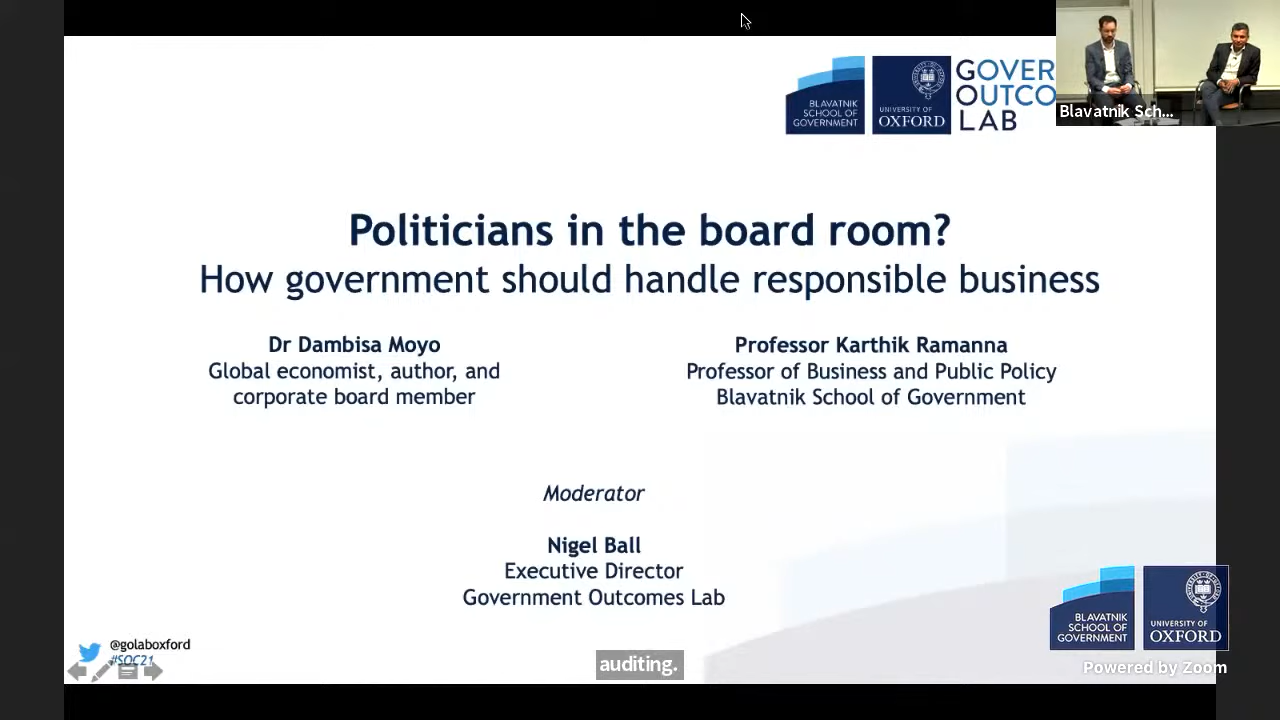 BLAVATNIK
SCHOOL OF
GOVERNMENT
UNIVERSITY OF
OXFORD
GOVER
OUTCO
LAB
Blavatnik Sch...
Politicians in the board room?
How government should handle responsible business
Dr Dambisa Moyo
Global economist, author, and
corporate board member
Professor Karthik Ramanna
Professor of Business and Public Policy
Blavatnik School of Government
Moderator
Nigel Ball
Executive Director
Government Outcomes Lab
@golaboxford
#SOC21
auditing.
BLAVATNIK
SCHOOL OF
GOVERNMENT
UNIVERSITY OF
OXFORD
Powered by Zoom